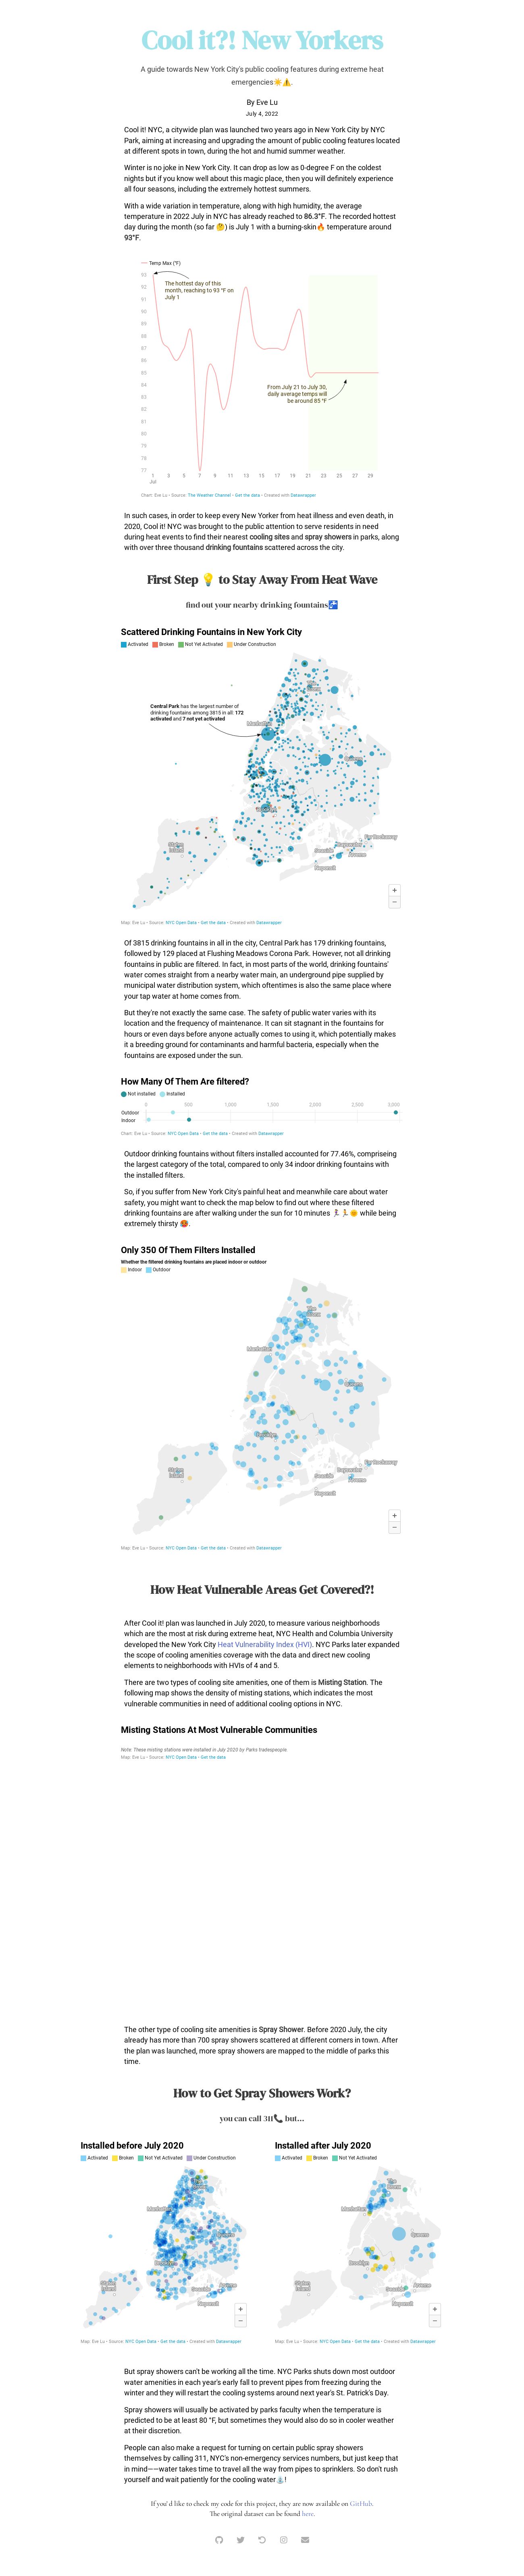 Cool it?! New Yorkers
A guide towards New York City's public cooling features during extreme heat
emergencies☀️⚠️.
By Eve Lu
July 4, 2022
Cool it! NYC, a citywide plan was launched two years ago in New York City by NYC
Park, aiming at increasing and upgrading the amount of public cooling features located
at different spots in town, during the hot and humid summer weather.
Winter is no joke in New York City. It can drop as low as 0-degree F on the coldest
nights but if you know well about this magic place, then you will definitely experience
all four seasons, including the extremely hottest summers.
With a wide variation in temperature, along with high humidity, the average
temperature in 2022 July in NYC has already reached to 86.3°F. The recorded hottest
day during the month (so far 🤔) is July 1 with a burning-skin🔥 temperature around
93°F.
Temp Max (°F)
93
The hottest day of this
month, reaching to 93 °F on
July 1
92
91
90
89
88
87
86
85
From July 21 to July 30,
daily average temps will
be around 85 °F
84
83
82
81
80
79
78
77
1 3 5 7 9 11 13 15 17 19 21 23 25 27 29
Jul
Chart: Eve Lu • Source: The Weather Channel • Get the data • Created with Datawrapper
In such cases, in order to keep every New Yorker from heat illness and even death, in
2020, Cool it! NYC was brought to the public attention to serve residents in need
during heat events to find their nearest cooling sites and spray showers in parks, along
with over three thousand drinking fountains scattered across the city.
First Step 💡 to Stay Away From Heat Wave
find out your nearby drinking fountains🚰
Scattered Drinking Fountains in New York City
Activated Broken Not Yet Activated Under Construction
Central Park has the largest number of
drinking fountains among 3815 in all: 172
activated and 7 not yet activated
Manhattan
Staten
Island
Far Rockaway
Bayswater
Arverne
Seaside
Neponsit
+
−
Map: Eve Lu • Source: NYC Open Data • Get the data • Created with Datawrapper
Of 3815 drinking fountains in all in the city, Central Park has 179 drinking fountains,
followed by 129 placed at Flushing Meadows Corona Park. However, not all drinking
fountains in public are filtered. In fact, in most parts of the world, drinking fountains'
water comes straight from a nearby water main, an underground pipe supplied by
municipal water distribution system, which oftentimes is also the same place where
your tap water at home comes from.
But they're not exactly the same case. The safety of public water varies with its
location and the frequency of maintenance. It can sit stagnant in the fountains for
hours or even days before anyone actually comes to using it, which potentially makes
it a breeding ground for contaminants and harmful bacteria, especially when the
fountains are exposed under the sun.
How Many Of Them Are filtered?
Not installed Installed
0 500 1,000 1,500 2,000 2,500 3,000
Outdoor
Indoor
Chart: Eve Lu • Source: NYC Open Data • Get the data • Created with Datawrapper
Outdoor drinking fountains without filters installed accounted for 77.46%, comprising
the largest category of the total, compared to only 34 indoor drinking fountains with
the installed filters.
So, if you suffer from New York City's painful heat and meanwhile care about water
safety, you might want to check the map below to find out where these filtered
drinking fountains are after walking under the sun for 10 minutes 🚶🏃🌞 while being
extremely thirsty 🥵.
Only 350 Of Them Filters Installed
Whether the filtered drinking fountains are placed indoor or outdoor
Indoor Outdoor
The
Bronx
Manhattan
Queens
Brooklyn
Staten
Island
Far Rockaway
Bayswater
Arverne
Seaside
Neponsit
+
−
Map: Eve Lu • Source: NYC Open Data • Get the data • Created with Datawrapper
How Heat Vulnerable Areas Get Covered?!
After Cool it! plan was launched in July 2020, to measure various neighborhoods
which are the most at risk during extreme heat, NYC Health and Columbia University
developed the New York City Heat Vulnerability Index (HVI). NYC Parks later expanded
the scope of cooling amenities coverage with the data and direct new cooling
elements to neighborhoods with HVIs of 4 and 5.
There are two types of cooling site amenities, one of them is Misting Station. The
following map shows the density of misting stations, which indicates the most
vulnerable communities in need of additional cooling options in NYC.
Misting Stations At Most Vulnerable Communities
Note: These misting stations were installed in July 2020 by Parks tradespeople.
Map: Eve Lu • Source: NYC Open Data • Get the data
The other type of cooling site amenities is Spray Shower. Before 2020 July, the city
already has more than 700 spray showers scattered at different corners in town. After
the plan was launched, more spray showers are mapped to the middle of parks this
time.
How to Get Spray Showers Work?
you can call 311📞 but...
Installed before July 2020
Activated Broken Not Yet Activated Under Construction
Manhattan
Queens
Brooklyn
Staten
Island
Seaside
Arverne
Neponsit
+
−
Map: Eve Lu • Source: NYC Open Data • Get the data • Created with Datawrapper
Installed after July 2020
Activated Broken Not Yet Activated
The
Bronx
Manhattan
Queens
Brooklyn
Staten
Island
Seaside
Arverne
Neponsit
+
−
Map: Eve Lu • Source: NYC Open Data • Get the data • Created with Datawrapper
But spray showers can't be working all the time. NYC Parks shuts down most outdoor
water amenities in each year's early fall to prevent pipes from freezing during the
winter and they will restart the cooling systems around next year's St. Patrick's Day.
Spray showers will usually be activated by parks faculty when the temperature is
predicted to be at least 80 °F, but sometimes they would also do so in cooler weather
at their discretion.
People can also make a request for turning on certain public spray showers
themselves by calling 311, NYC's non-emergency services numbers, but just keep that
in mind——water takes time to travel all the way from pipes to sprinklers. So don't rush
yourself and wait patiently for the cooling water⛲!
If you'd like to check my code for this project, they are now available on GitHub.
The original dataset can be found here.